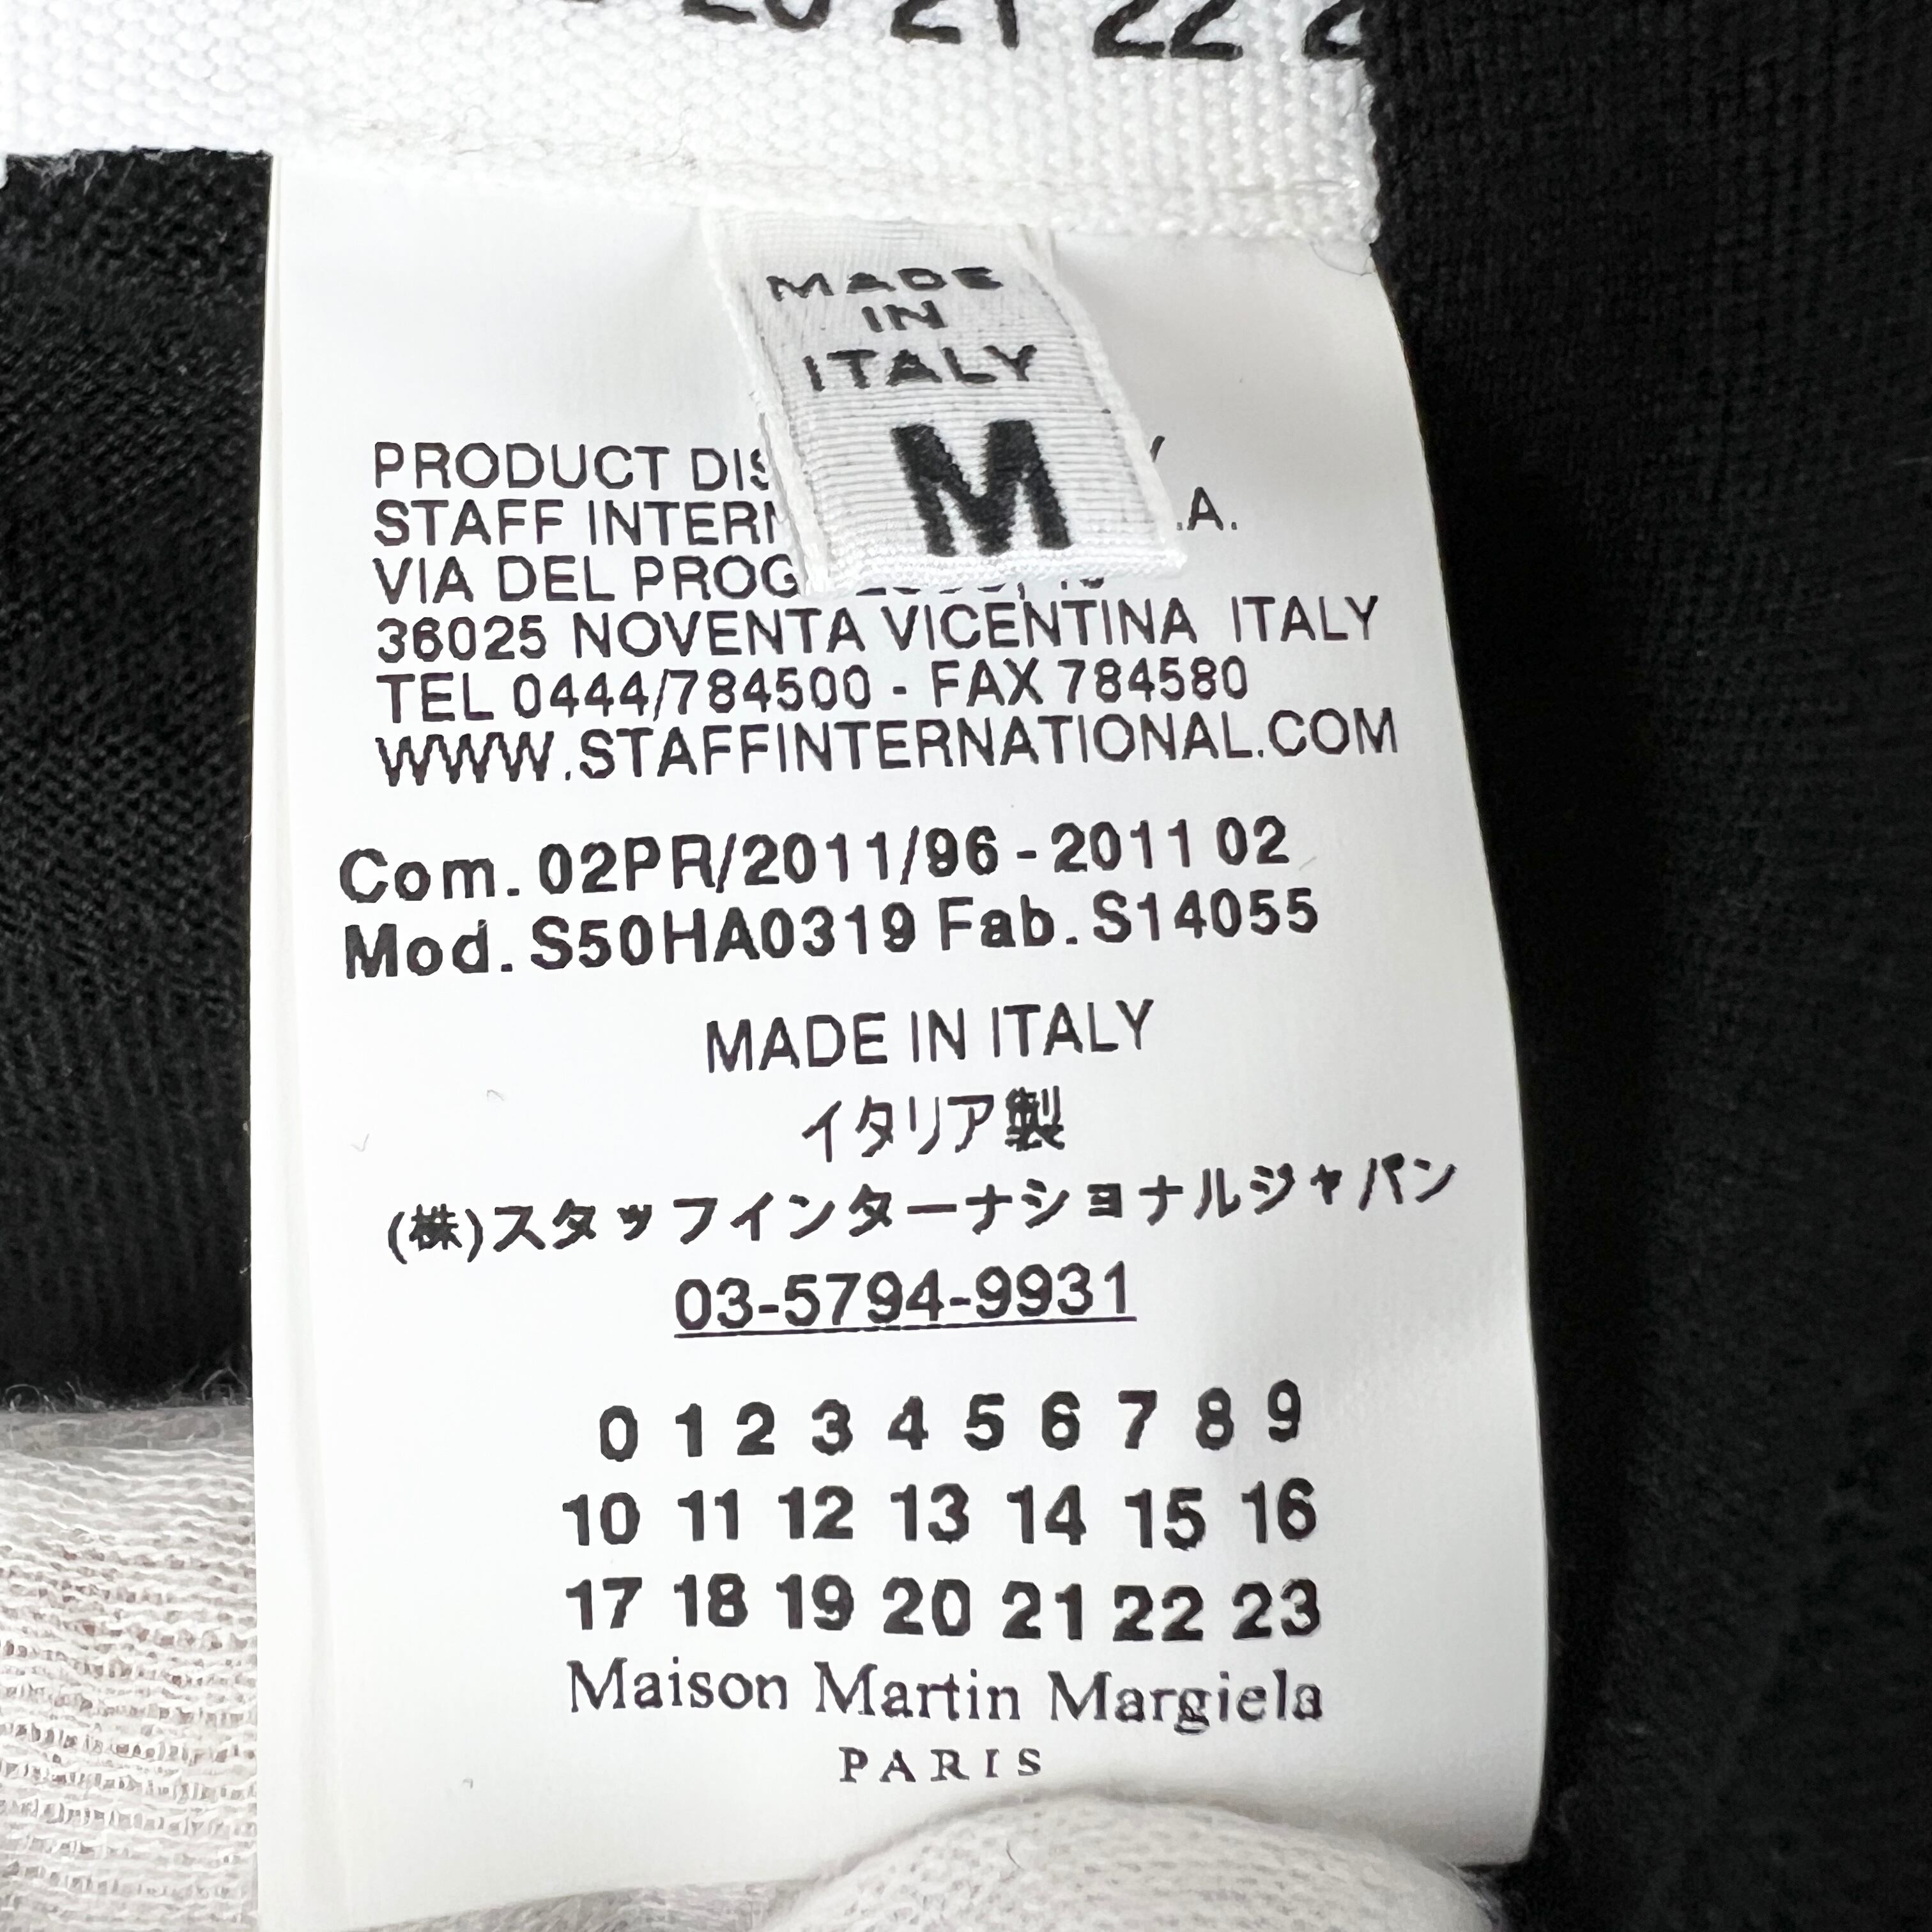 21 22
MADE
IN
ITALY
M
PRODUCT
STAFF
VIA DEL
36025 NOVENTA VICENTINA ITALY
TEL 0444/784500 - FAX 784580
WWW.STAFFINTERNATIONAL.COM
Com. 02PR/2011/96 - 2011 02
Mod. S50HA0319 Fab. S14055
MADE IN ITALY
イタリア製
(株)スタッフインターナショナルジャパン
03-5794-9931
0 1 2 3 4 5 6 7 8 9
10 11 12 13 14 15 16
17 18 19 20 21 22 23
Maison Martin Margiela
PARIS